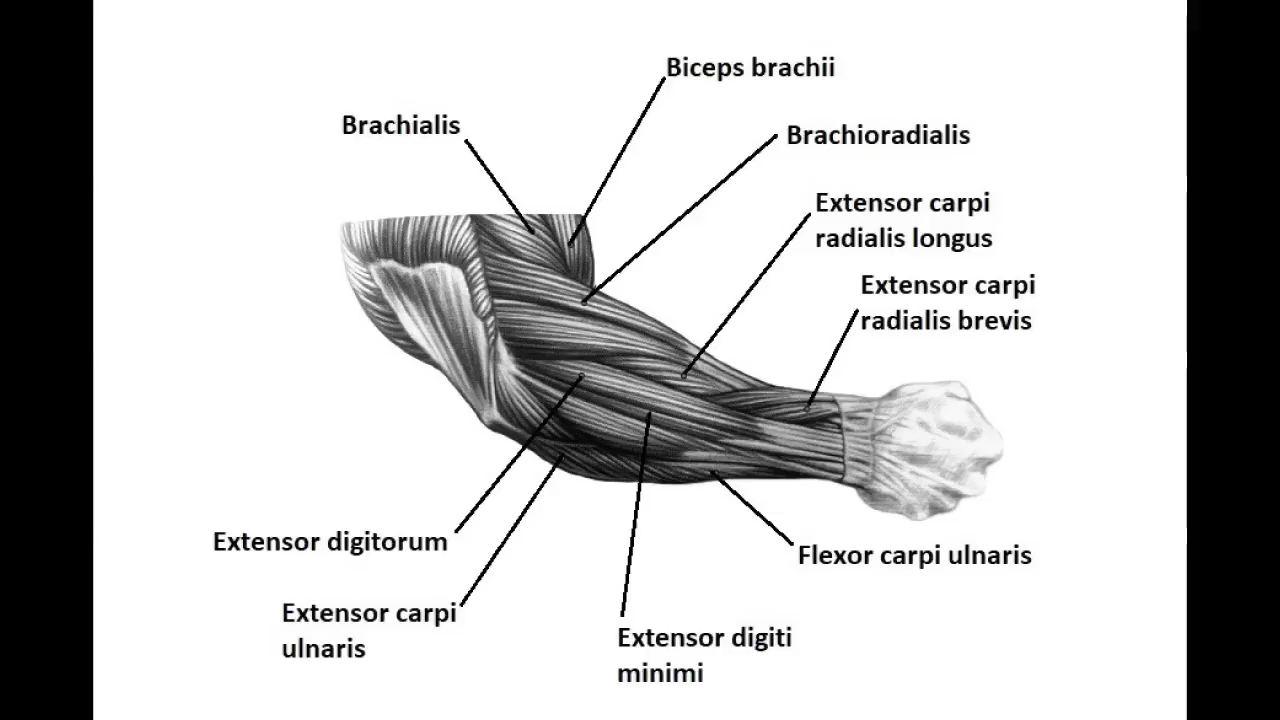 Biceps brachii
Brachialis
Brachioradialis
Extensor carpi
radialis longus
Extensor carpi
radialis brevis
Extensor digitorum
Flexor carpi ulnaris
Extensor carpi
ulnaris
Extensor digiti
minimi